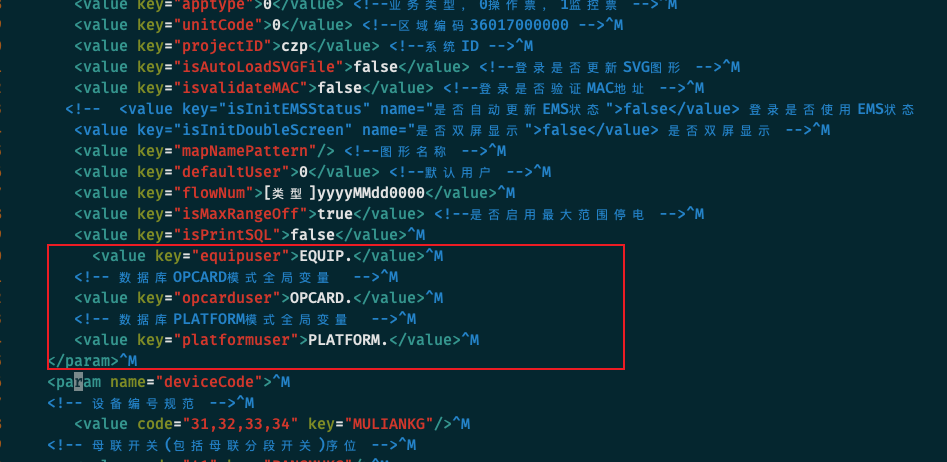 <value key="apptype">0</value> <!--业务类型, 0操作票, 1监控票 -->^M
<value key="unitCode">0</value> <!--区域编码36017000000 -->^M
<value key="projectID">czp</value> <!--系统ID -->^M
<value key="isAutoLoadSVGFile">false</value> <!--登录是否更新SVG图形 -->^M
<value key="isvalidateMAC">false</value> <!--登录是否验证MAC地址 -->^M
<!-- <value key="isInitEMSStatus" name="是否自动更新EMS状态">false</value> 登录是否使用EMS状态
<value key="isInitDoubleScreen" name="是否双屏显示">false</value> 是否双屏显示 -->^M
<value key="mapNamePattern"/> <!--图形名称 -->^M
<value key="defaultUser">0</value> <!--默认用户 -->^M
<value key="flowNum">[类型]yyyyMMdd0000</value>^M
<value key="isMaxRangeOff">true</value> <!--是否启用最大范围停电 -->^M
<value key="isPrintSQL">false</value>^M
<value key="equipuser">EQUIP.</value>^M
<!-- 数据库OPCARD模式全局变量 -->^M
<value key="opcarduser">OPCARD.</value>^M
<!-- 数据库PLATFORM模式全局变量 -->^M
<value key="platformuser">PLATFORM.</value>^M
</param>^M
<param name="deviceCode">^M
<!-- 设备编号规范 -->^M
<value code="31,32,33,34" key="MULIANKG"/>^M
<!-- 母联开关(包括母联分段开关)序位 -->^M